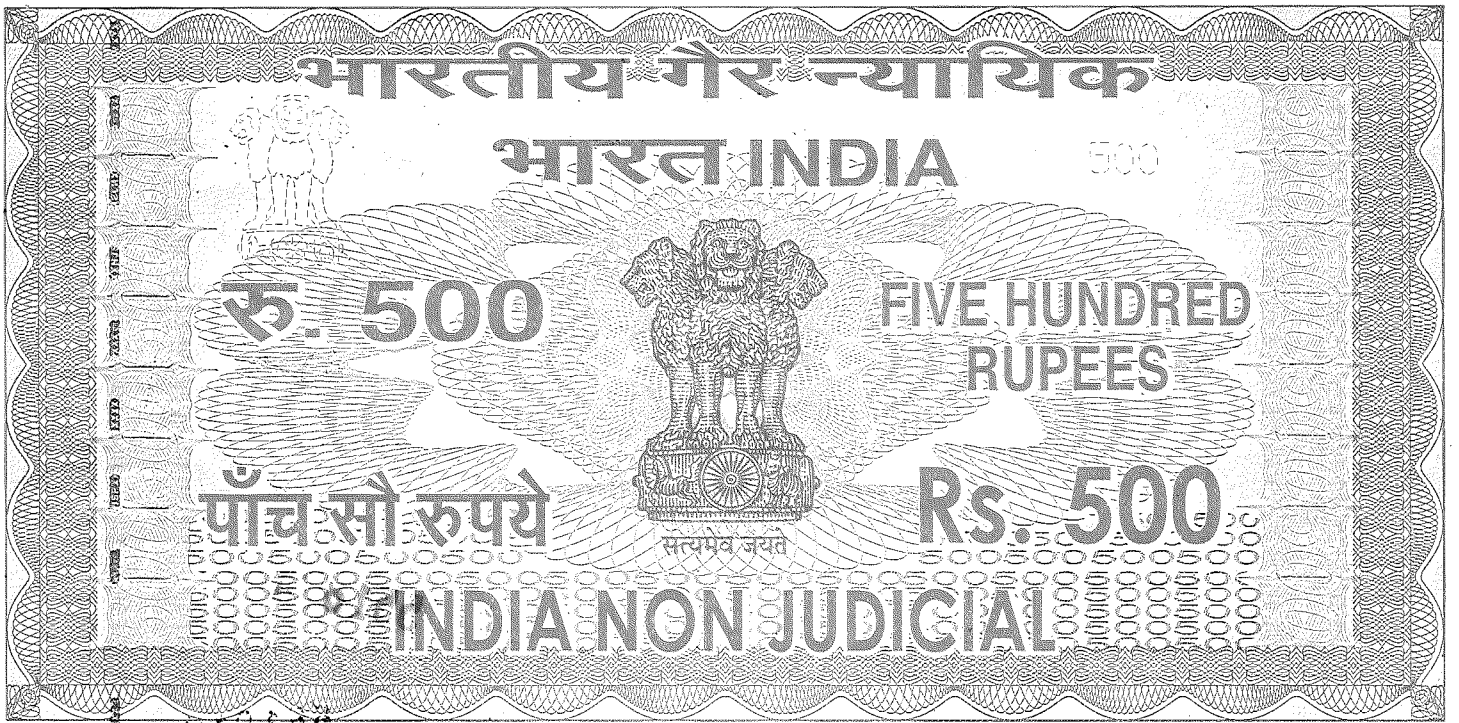 भारतीय गैर न्यायिक
भारत INDIA
500
रु. 500
FIVE HUNDRED
RUPEES
पाँच सौ रुपये
Rs. 500
सत्यमेव जयते
INDIA NON JUDICIAL